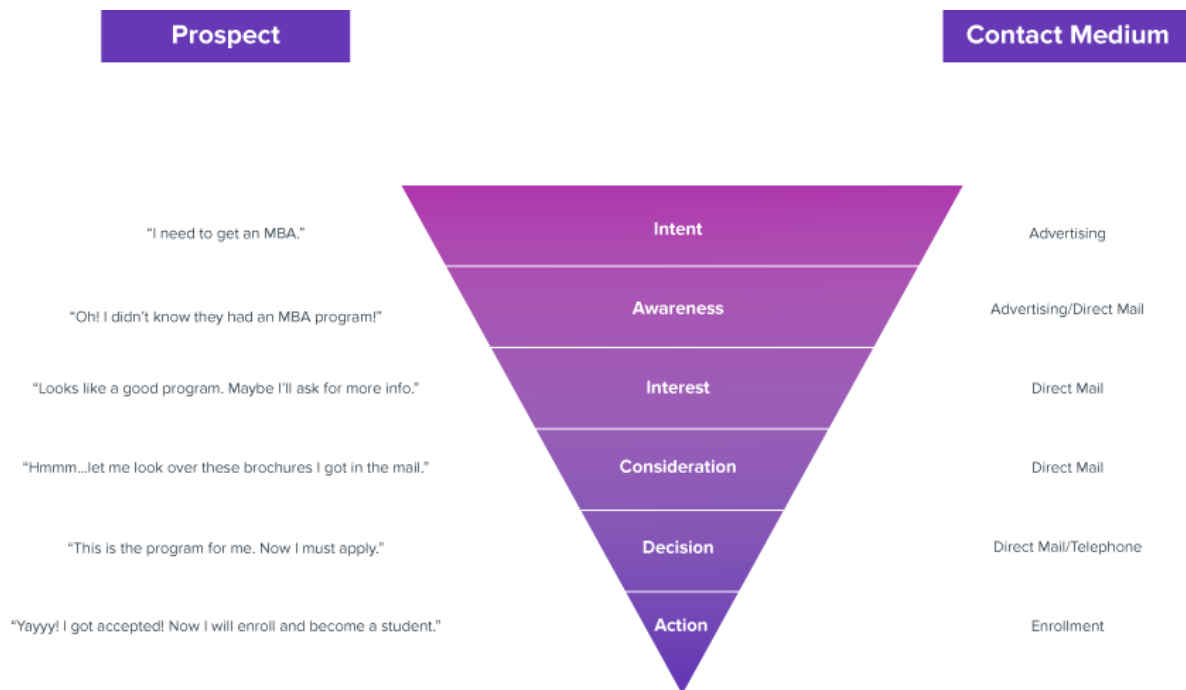 Prospect
Contact Medium
“I need to get an MBA.”
Intent
Advertising
“Oh! I didn’t know they had an MBA program!”
Awareness
Advertising/Direct Mail
“Looks like a good program. Maybe I’ll ask for more info.”
Interest
Direct Mail
“Hmmm...let me look over these brochures I got in the mail.”
Consideration
Direct Mail
“This is the program for me. Now I must apply.”
Decision
Direct Mail/Telephone
“Yayyy! I got accepted! Now I will enroll and become a student.”
Action
Enrollment